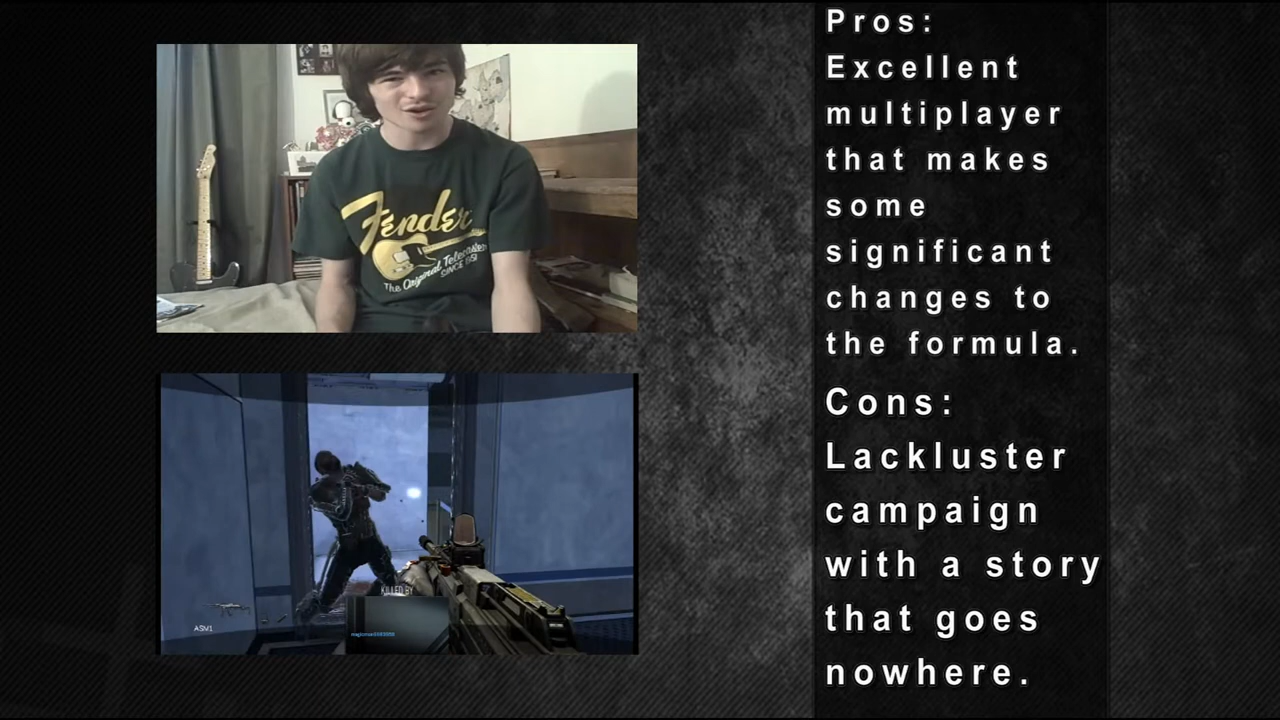 Pros:
Excellent
multiplayer
that makes
some
significant
changes to
the formula.
Cons:
Lackluster
campaign
with a story
that goes
nowhere.
Fender
The Original Telecaster
SINCE 1951
KILLED BY
ASM1